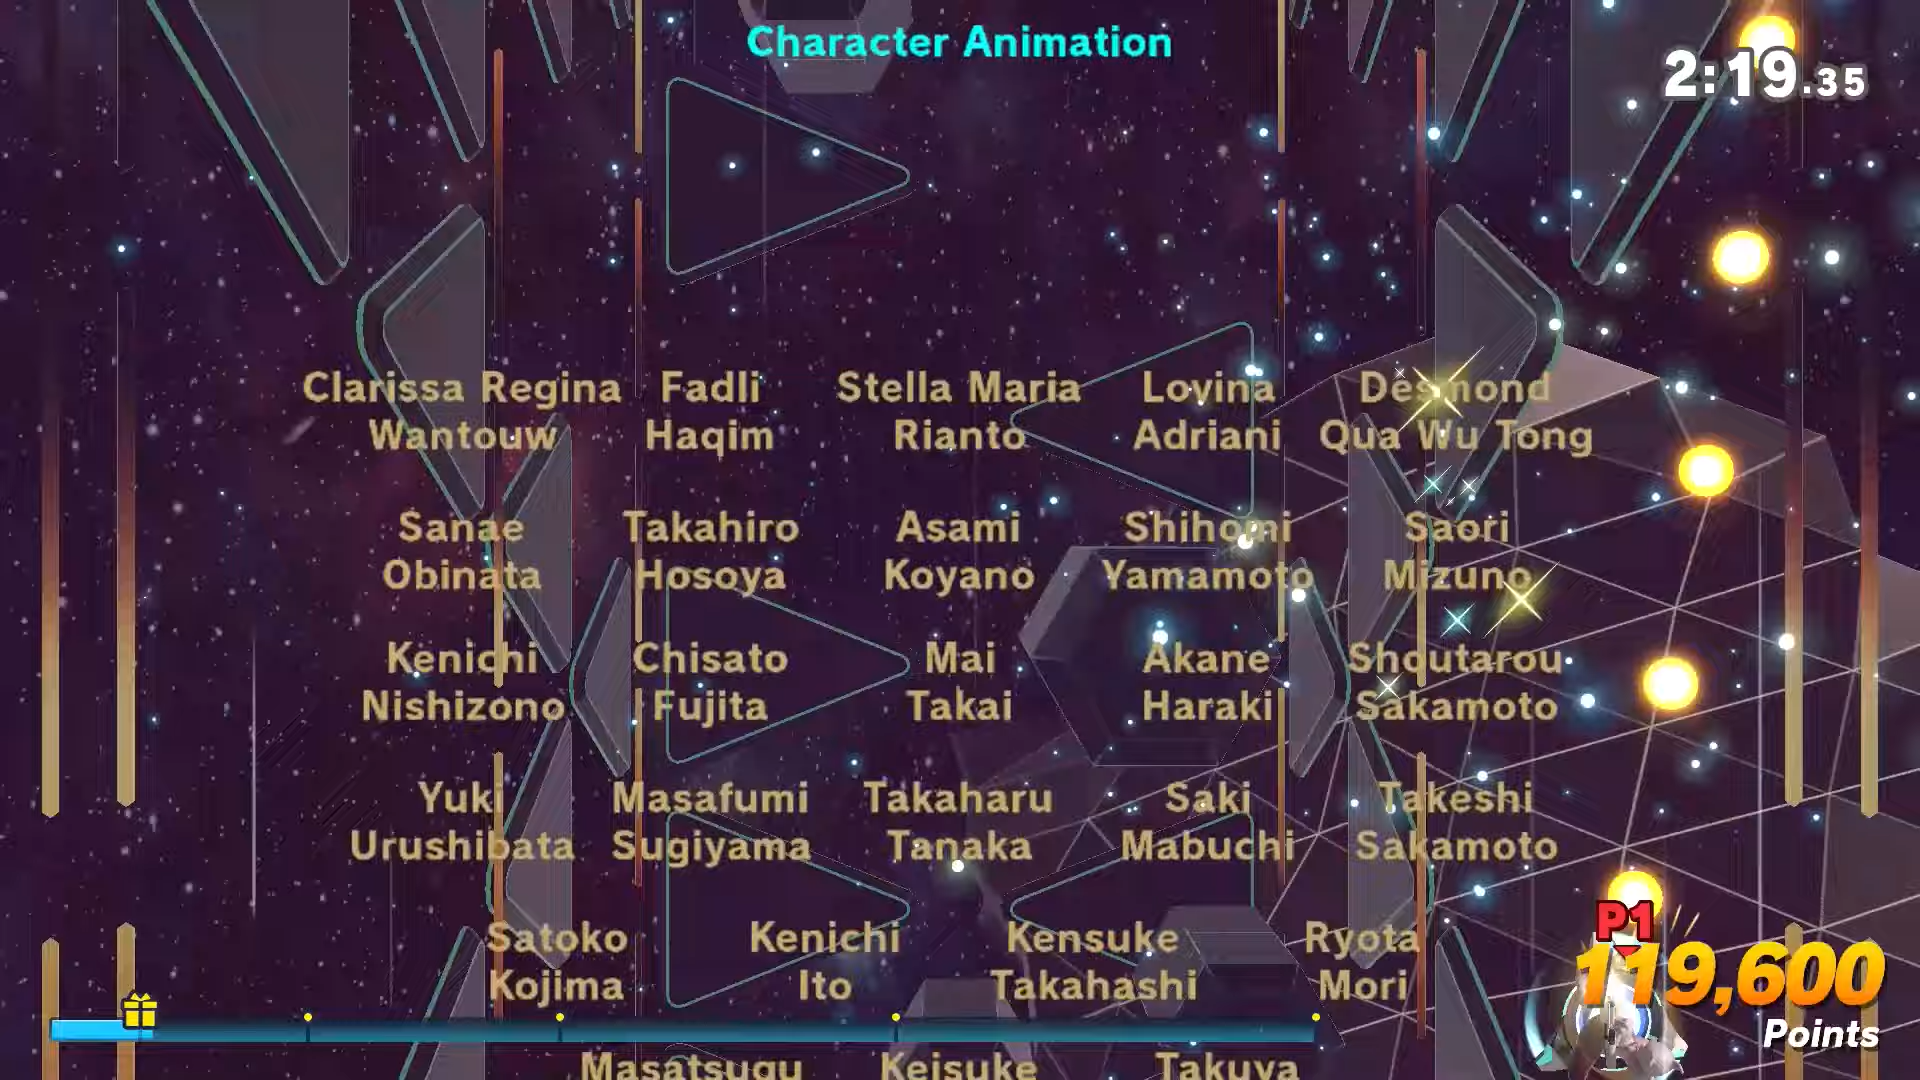 Character Animation
2:19.35
Clarissa Regina Fadli Stella Maria Lovina Desmond
Wantouw Haqim Rianto Adriani Qua Wu Tong
Sanae Takahiro Asami Shihomi Saori
Obinata Hosoya Koyano Yamamoto Mizuno
Kenichi Chisato Mai Akane Shoutarou
Nishizono Fujita Takai Haraki Sakamoto
Yuki Masafumi Takaharu Saki Takeshi
Urushibata Sugiyama Tanaka Mabuchi Sakamoto
Satoko Kenichi Kensuke Ryota
Kojima Ito Takahashi Mori
P1
119,600
Points
Masatsugu Keisuke Takuya